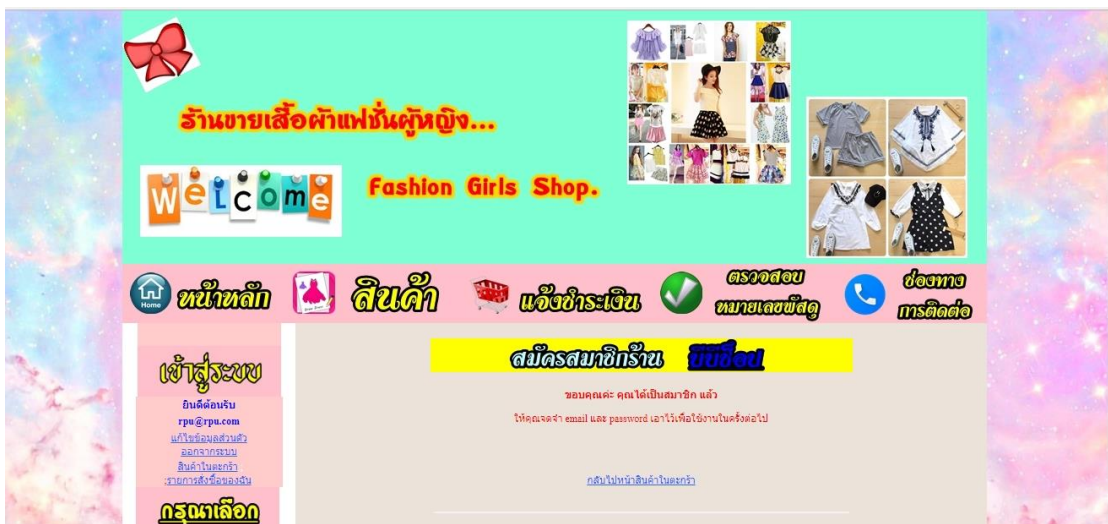 ร้านขายเสื้อผ้าแฟชั่นผู้หญิง...
welcome
Fashion Girls Shop.
Home
หน้าหลัก
สินค้า
แจ้งชำระเงิน
ตรวจสอบ
หมายเลขพัสดุ
ช่องทาง
การติดต่อ
เข้าสู่ระบบ
ยินดีต้อนรับ
rpu@rpu.com
แก้ไขข้อมูลส่วนตัว
ออกจากระบบ
สินค้าในตะกร้า
;รายการสั่งซื้อของฉัน
กรุณาเลือก
สมัครสมาชิกร้าน บีบีช็อป
ขอบคุณค่ะ คุณได้เป็นสมาชิก แล้ว
ให้คุณจดจำ email และ password เอาไว้เพื่อใช้งานในครั้งต่อไป
กลับไปหน้าสินค้าในตะกร้า